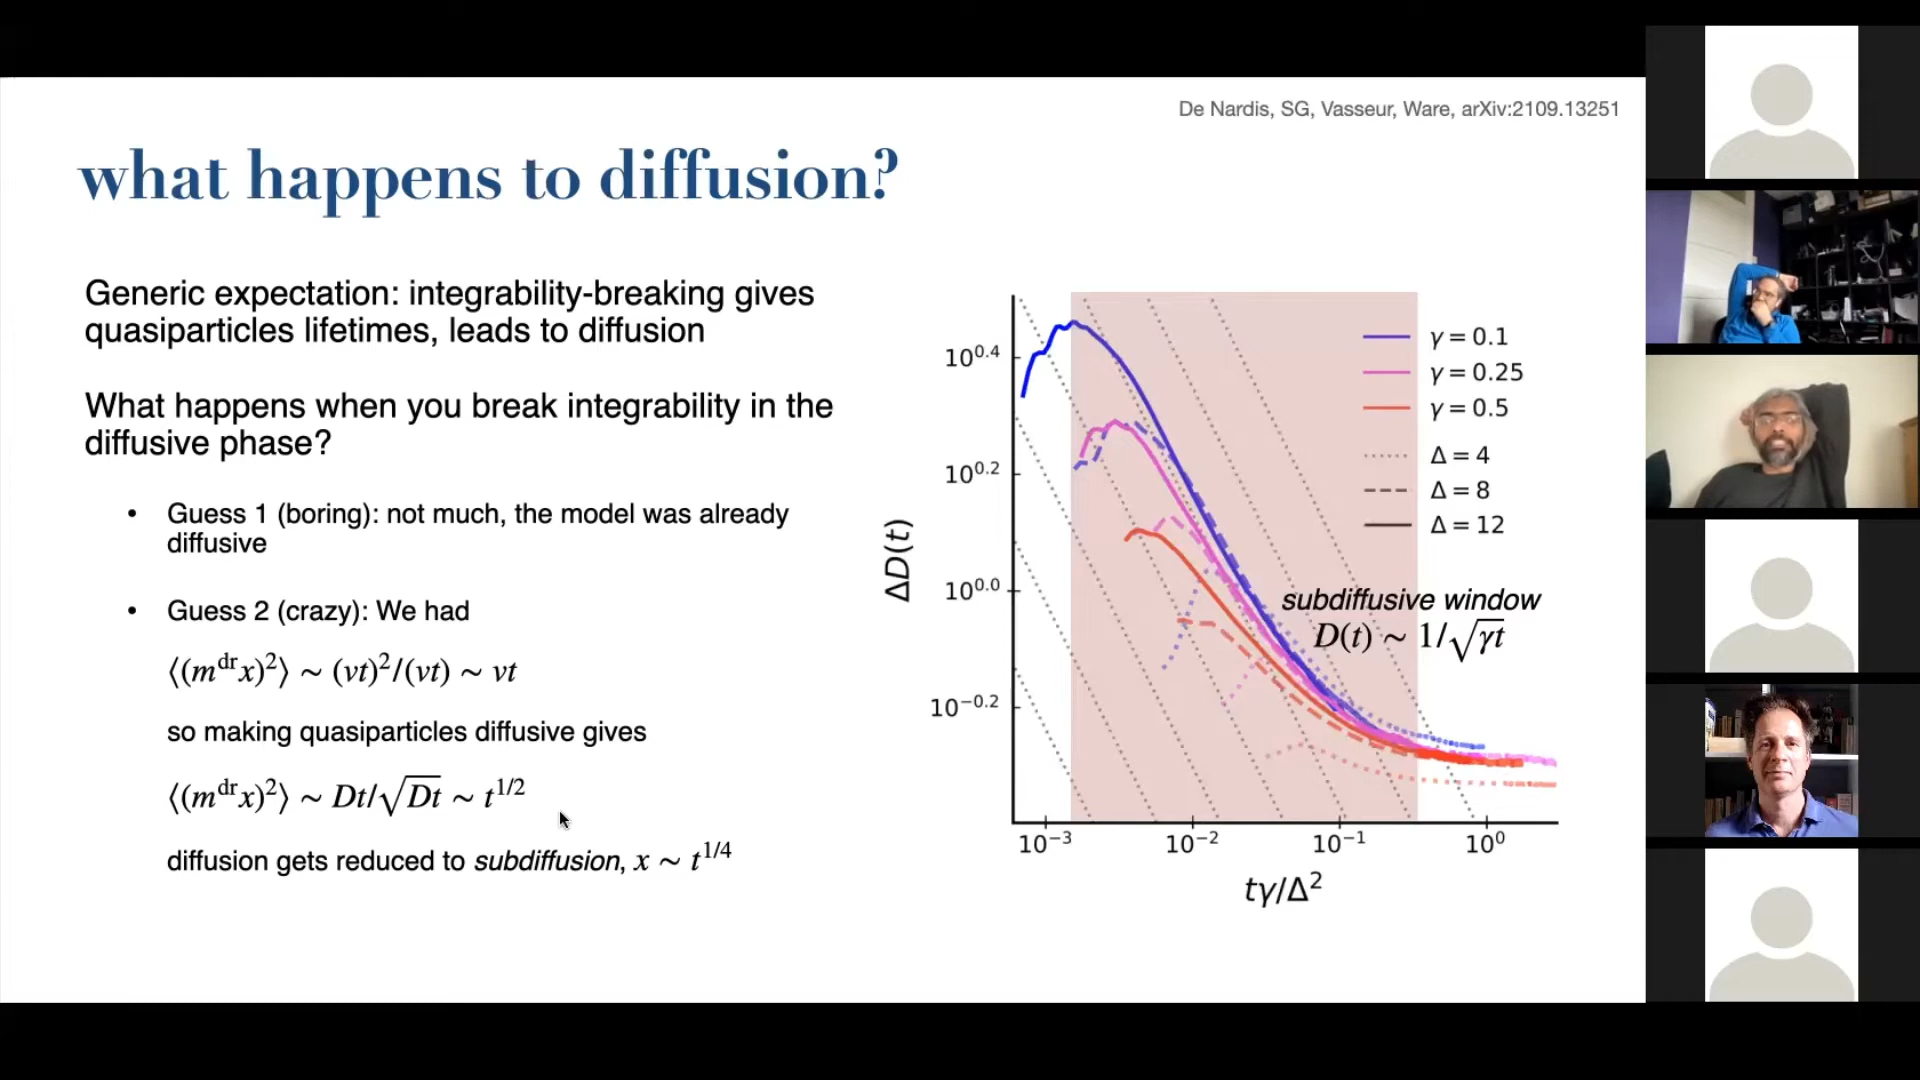 De Nardis, SG, Vasseur, Ware, arXiv:2109.13251
what happens to diffusion?
Generic expectation: integrability-breaking gives
quasiparticles lifetimes, leads to diffusion
What happens when you break integrability in the
diffusive phase?
• Guess 1 (boring): not much, the model was already
diffusive
• Guess 2 (crazy): We had
⟨(m^dr x)²⟩ ∼ (vt)²/(vt) ∼ vt
so making quasiparticles diffusive gives
⟨(m^dr x)²⟩ ∼ Dt/√Dt ∼ t^1/2
diffusion gets reduced to subdiffusion, x ∼ t^1/4
ΔD(t)
10^0.4
10^0.2
10^0.0
10^−0.2
γ = 0.1
γ = 0.25
γ = 0.5
Δ = 4
Δ = 8
Δ = 12
subdiffusive window
D(t) ∼ 1/√γt
10^−3 10^−2 10^−1 10^0
tγ/Δ²